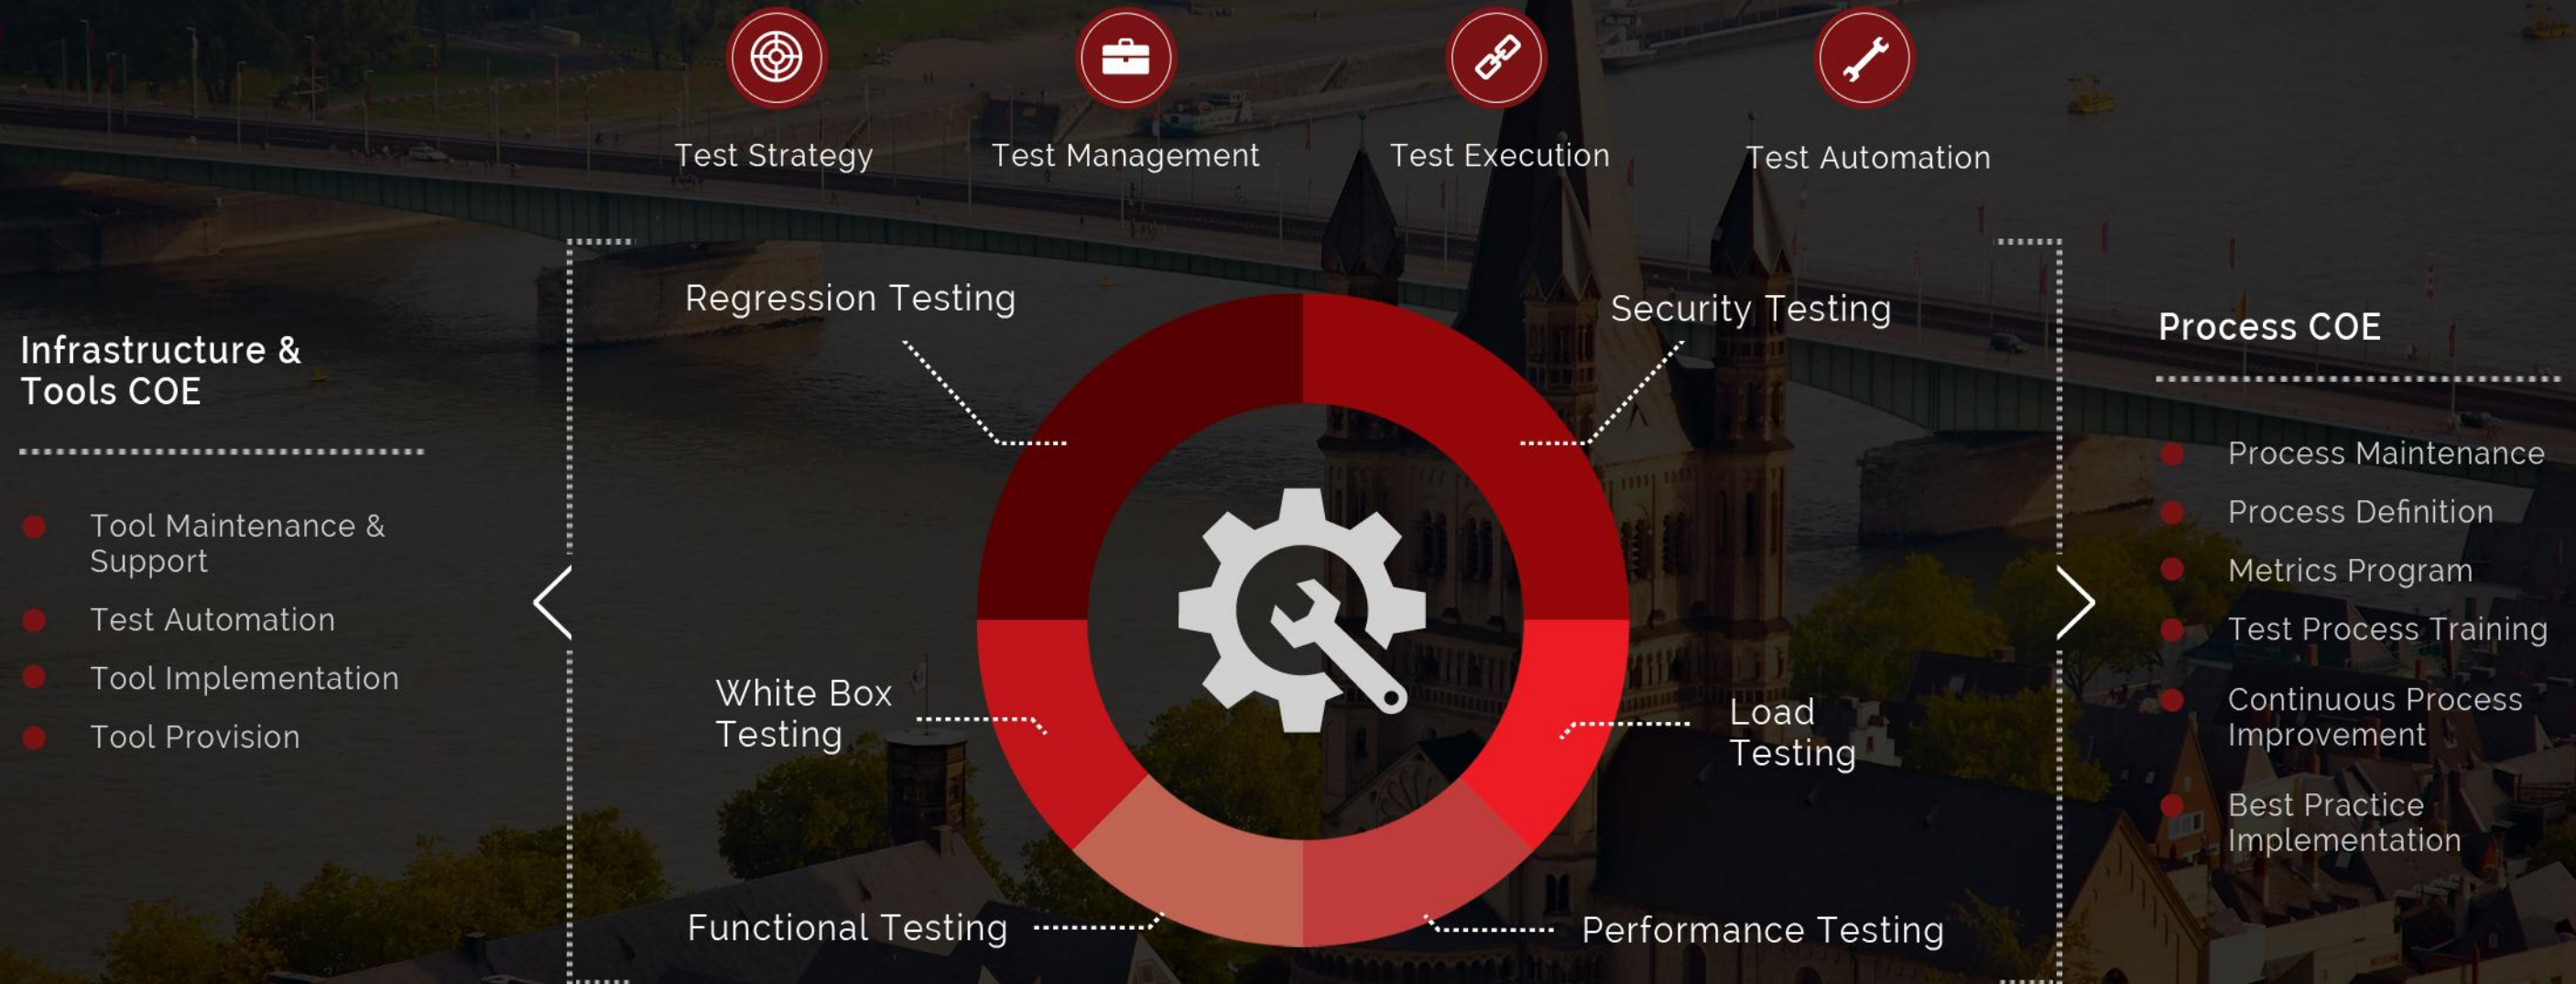 Test Strategy
Test Management
Test Execution
Test Automation
Infrastructure &
Tools COE
Tool Maintenance &
Support
Test Automation
Tool Implementation
Tool Provision
Regression Testing
Security Testing
White Box
Testing
Load
Testing
Functional Testing
Performance Testing
Process COE
Process Maintenance
Process Definition
Metrics Program
Test Process Training
Continuous Process
Improvement
Best Practice
Implementation